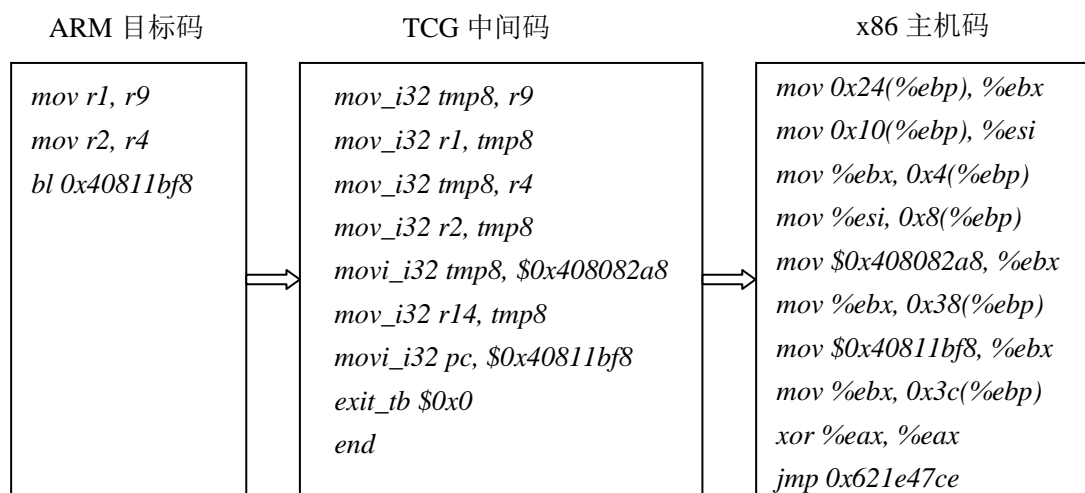 ARM 目标码
TCG 中间码
x86 主机码
mov r1, r9
mov r2, r4
bl 0x40811bf8
mov_i32 tmp8, r9
mov_i32 r1, tmp8
mov_i32 tmp8, r4
mov_i32 r2, tmp8
movi_i32 tmp8, $0x408082a8
mov_i32 r14, tmp8
movi_i32 pc, $0x40811bf8
exit_tb $0x0
end
mov 0x24(%ebp), %ebx
mov 0x10(%ebp), %esi
mov %ebx, 0x4(%ebp)
mov %esi, 0x8(%ebp)
mov $0x408082a8, %ebx
mov %ebx, 0x38(%ebp)
mov $0x40811bf8, %ebx
mov %ebx, 0x3c(%ebp)
xor %eax, %eax
jmp 0x621e47ce